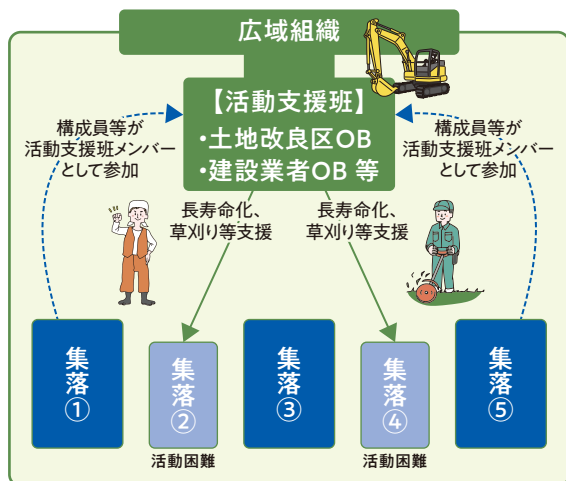 広域組織
【活動支援班】
・土地改良区OB
・建設業者OB 等
構成員等が
活動支援班メンバー
として参加
構成員等が
活動支援班メンバー
として参加
長寿命化、
草刈り等支援
長寿命化、
草刈り等支援
集落①
集落②
集落③
集落④
集落⑤
活動困難
活動困難